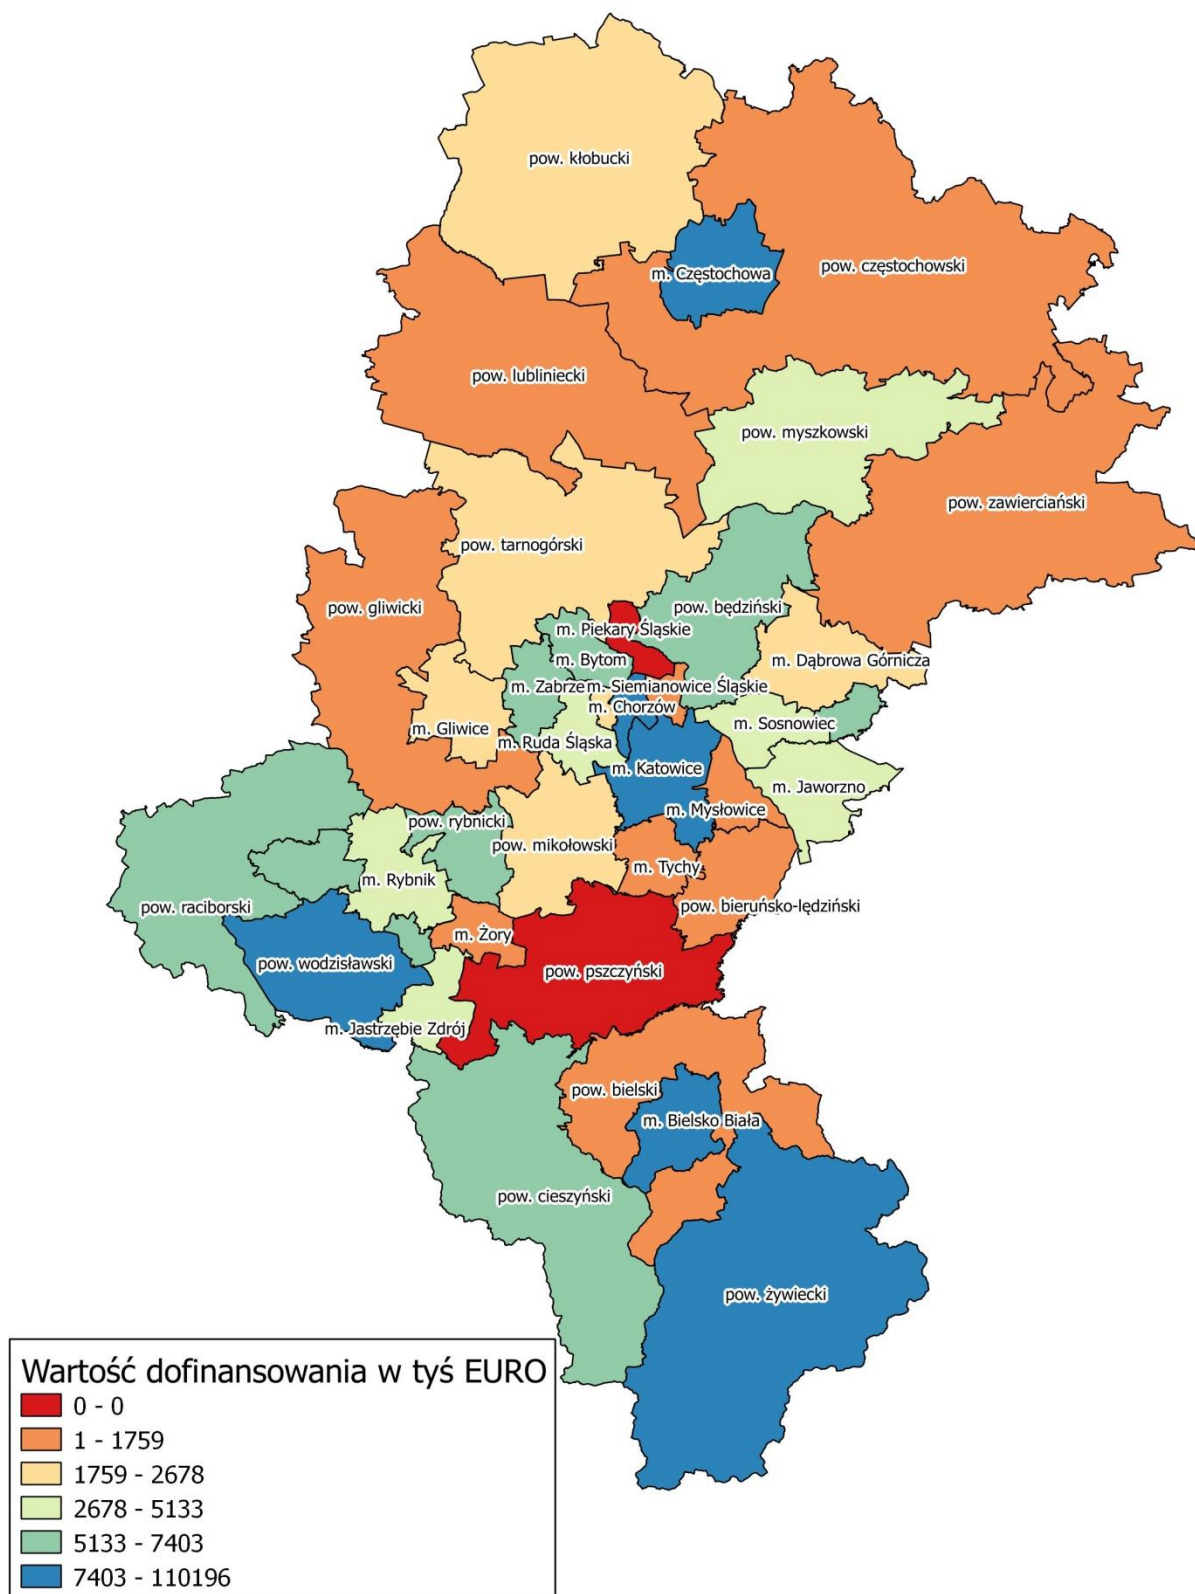 pow. kłobucki
pow. częstochowski
m. Częstochowa
pow. lubliniecki
pow. myszkowski
pow. zawierciański
pow. tarnogórski
pow. gliwicki
pow. będziński
m. Piekary Śląskie
m. Bytom
m. Dąbrowa Górnicza
m. Zabrze
m. Siemianowice Śląskie
m. Chorzów
m. Sosnowiec
m. Gliwice
m. Ruda Śląska
m. Katowice
m. Jaworzno
m. Mysłowice
pow. rybnicki
pow. mikołowski
m. Tychy
m. Rybnik
pow. raciborski
pow. bieruńsko-lędziński
m. Żory
pow. wodzisławski
pow. pszczyński
m. Jastrzębie Zdrój
pow. bielski
m. Bielsko Biała
pow. cieszyński
pow. żywiecki
Wartość dofinansowania w tyś EURO
0 - 0
1 - 1759
1759 - 2678
2678 - 5133
5133 - 7403
7403 - 110196